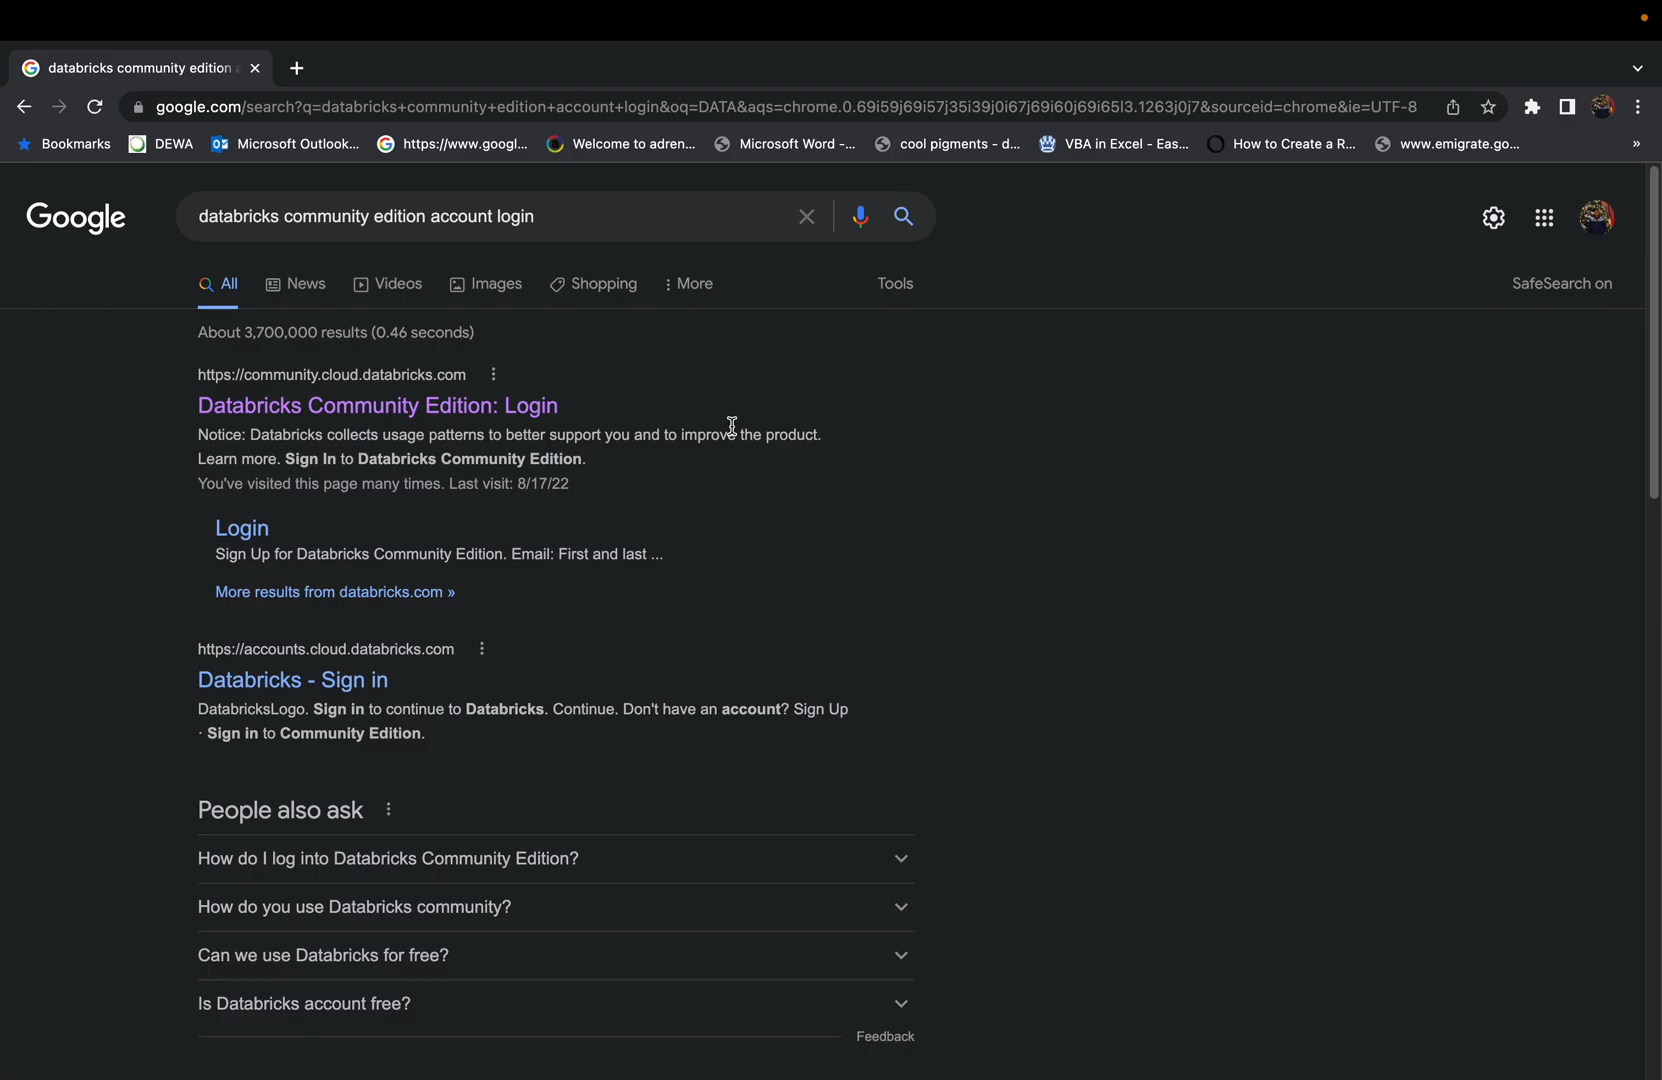 databricks community edition a
google.com/search?q=databricks+community+edition+account+login&oq=DATA&aqs=chrome.0.69i59j69i57j35i39j0i67j69i60j69i65l3.1263j0j7&sourceid=chrome&ie=UTF-8
Bookmarks DEWA Microsoft Outlook... https://www.googl... Welcome to adren... Microsoft Word -... cool pigments - d... VBA in Excel - Eas... How to Create a R... www.emigrate.go... »
Google databricks community edition account login
All News Videos Images Shopping More Tools SafeSearch on
About 3,700,000 results (0.46 seconds)
https://community.cloud.databricks.com
Databricks Community Edition: Login
Notice: Databricks collects usage patterns to better support you and to improve the product.
Learn more. Sign In to Databricks Community Edition.
You've visited this page many times. Last visit: 8/17/22
Login
Sign Up for Databricks Community Edition. Email: First and last ...
More results from databricks.com »
https://accounts.cloud.databricks.com
Databricks - Sign in
DatabricksLogo. Sign in to continue to Databricks. Continue. Don't have an account? Sign Up
· Sign in to Community Edition.
People also ask
How do I log into Databricks Community Edition?
How do you use Databricks community?
Can we use Databricks for free?
Is Databricks account free?
Feedback